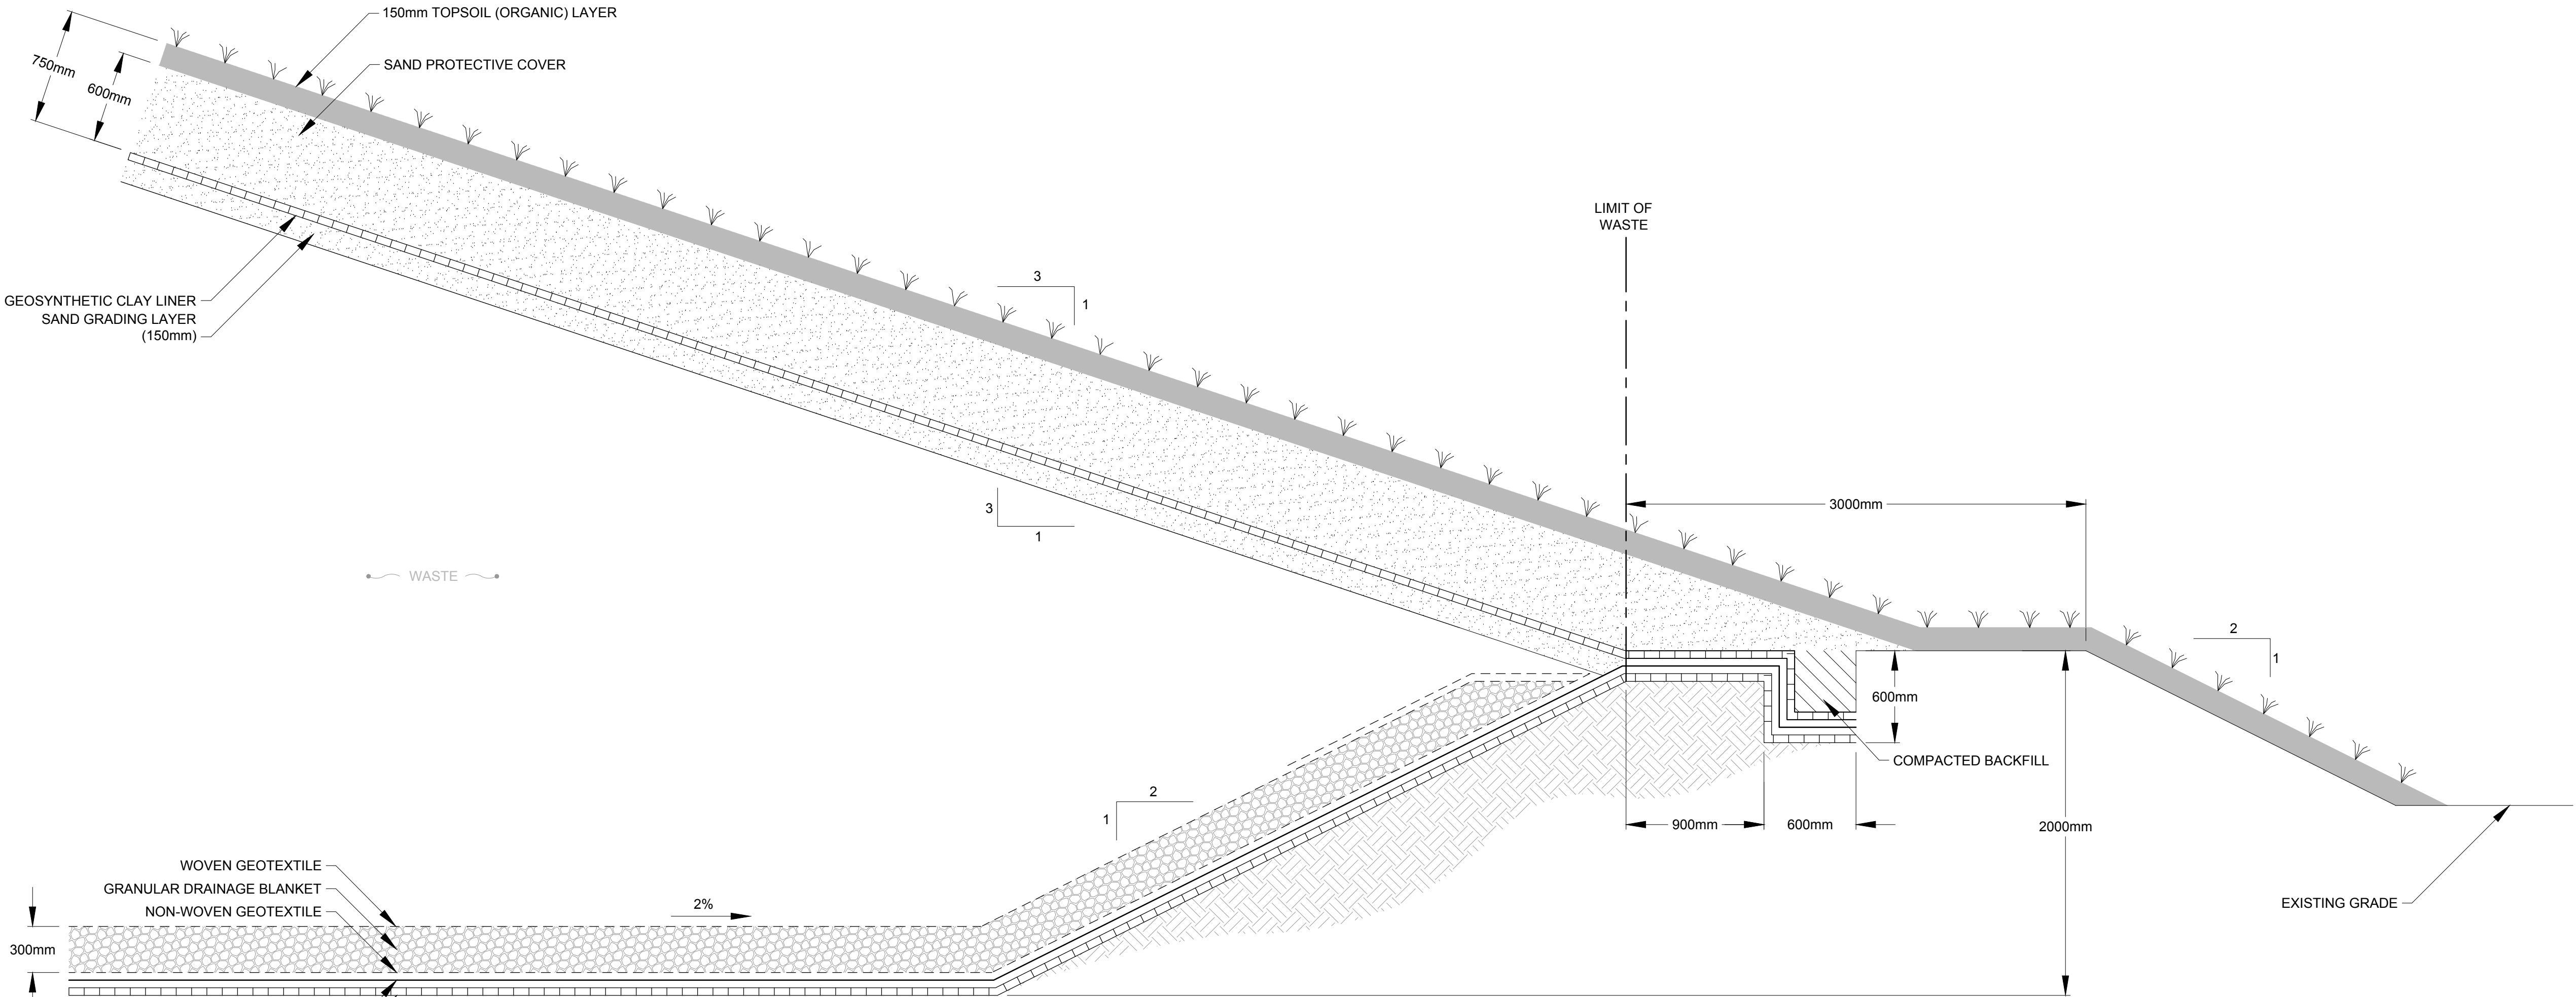 150mm TOPSOIL (ORGANIC) LAYER
SAND PROTECTIVE COVER
750mm
600mm
LIMIT OF
WASTE
3
1
GEOSYNTHETIC CLAY LINER
SAND GRADING LAYER
(150mm)
3000mm
3
1
WASTE
2
1
600mm
COMPACTED BACKFILL
2
1
900mm
600mm
2000mm
WOVEN GEOTEXTILE
GRANULAR DRAINAGE BLANKET
NON-WOVEN GEOTEXTILE
2%
EXISTING GRADE
300mm